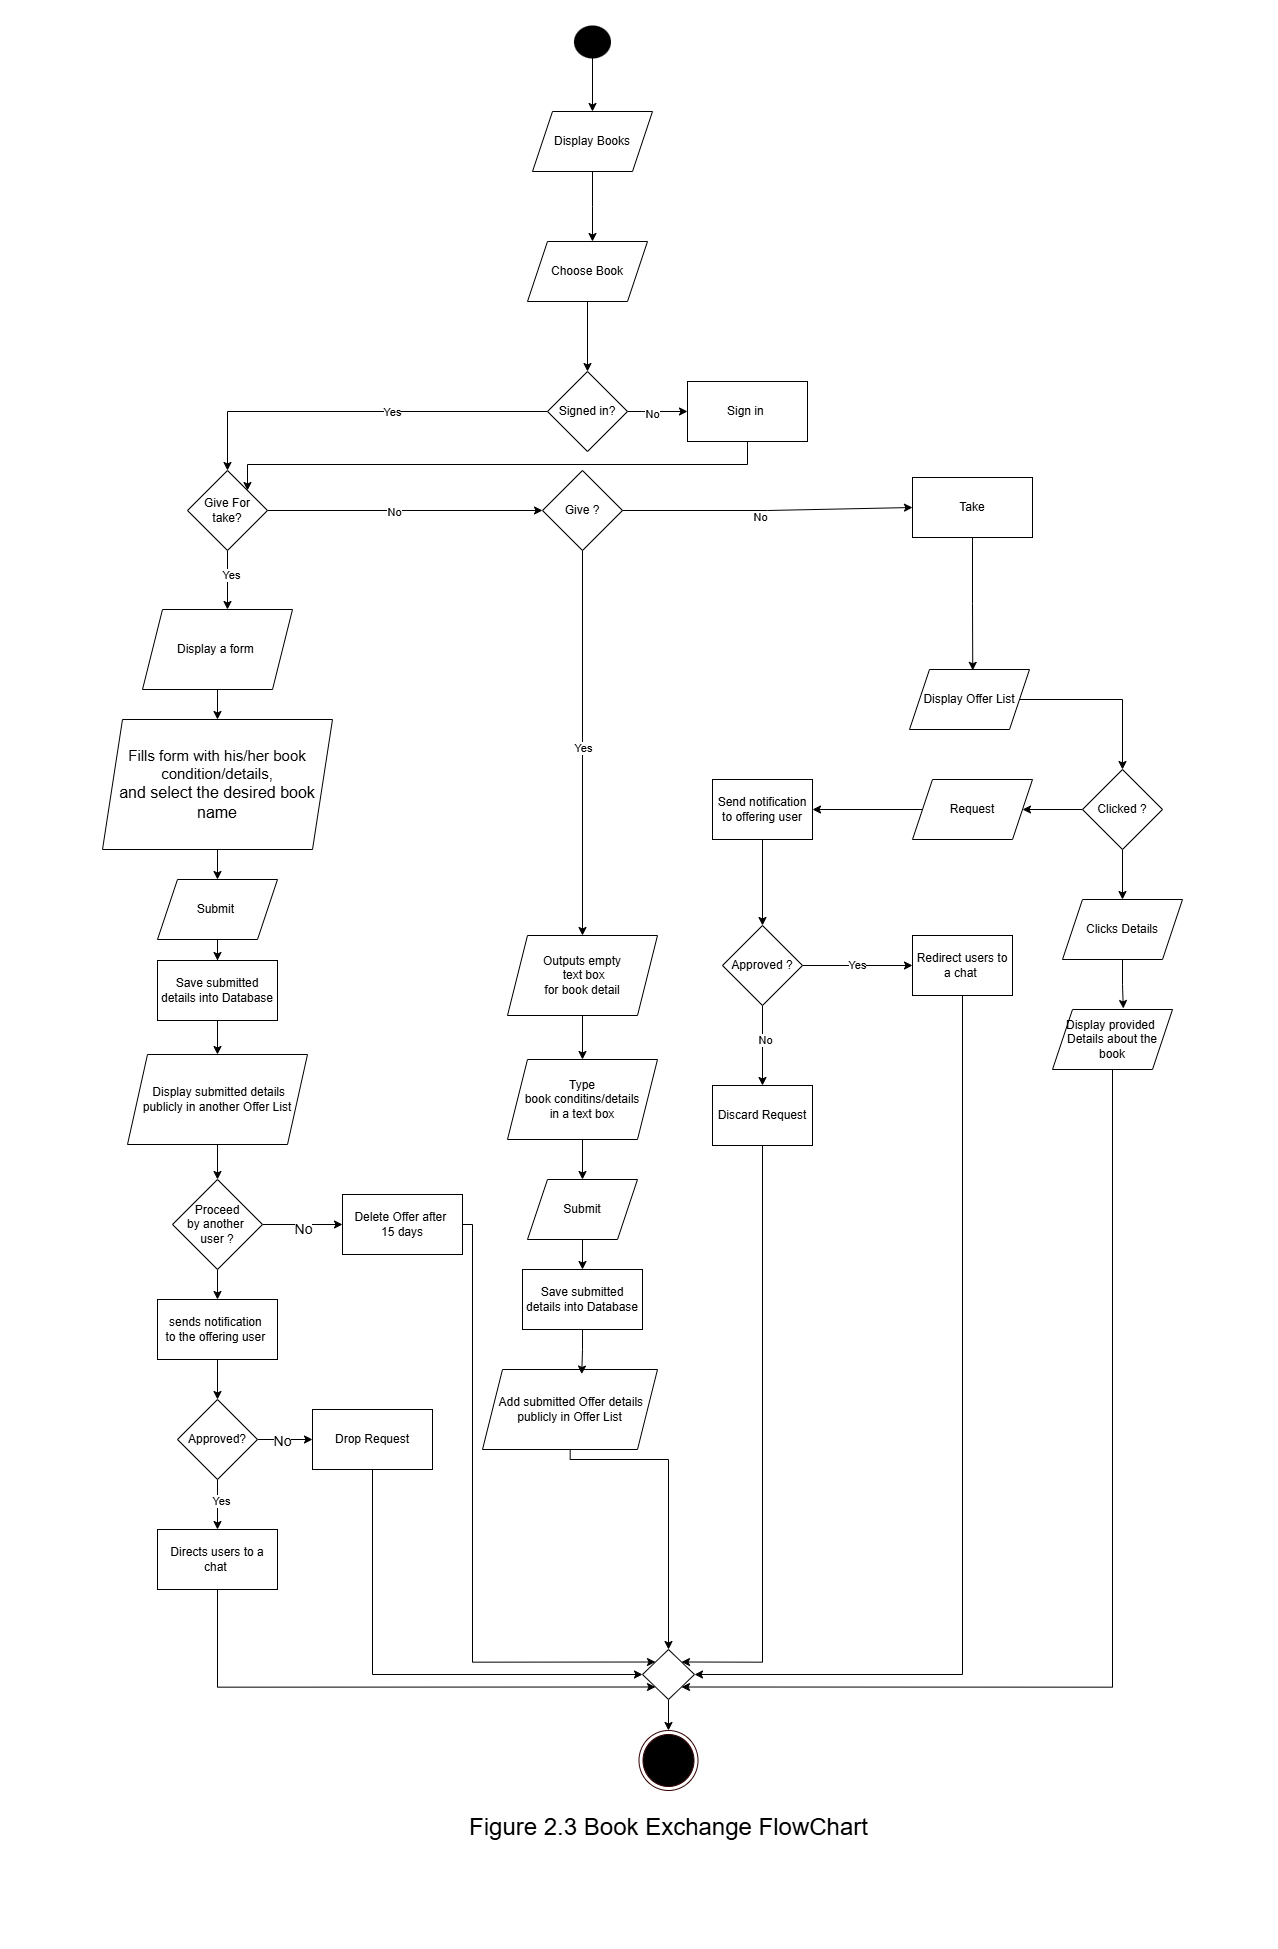 Display Books
Choose Book
Signed in?
Yes
No
Sign in
Give For
take?
No
Give ?
No
Take
Yes
Display a form
Display Offer List
Fills form with his/her book
condition/details,
and select the desired book
name
Yes
Send notification
to offering user
Request
Clicked ?
Submit
Clicks Details
Save submitted
details into Database
Outputs empty
text box
for book detail
Approved ?
Yes
Redirect users to
a chat
Display provided
Details about the
book
No
Display submitted details
publicly in another Offer List
Type
book conditins/details
in a text box
Discard Request
Proceed
by another
user ?
No
Delete Offer after
15 days
Submit
sends notification
to the offering user
Save submitted
details into Database
Approved?
No
Drop Request
Add submitted Offer details
publicly in Offer List
Yes
Directs users to a
chat
Figure 2.3 Book Exchange FlowChart